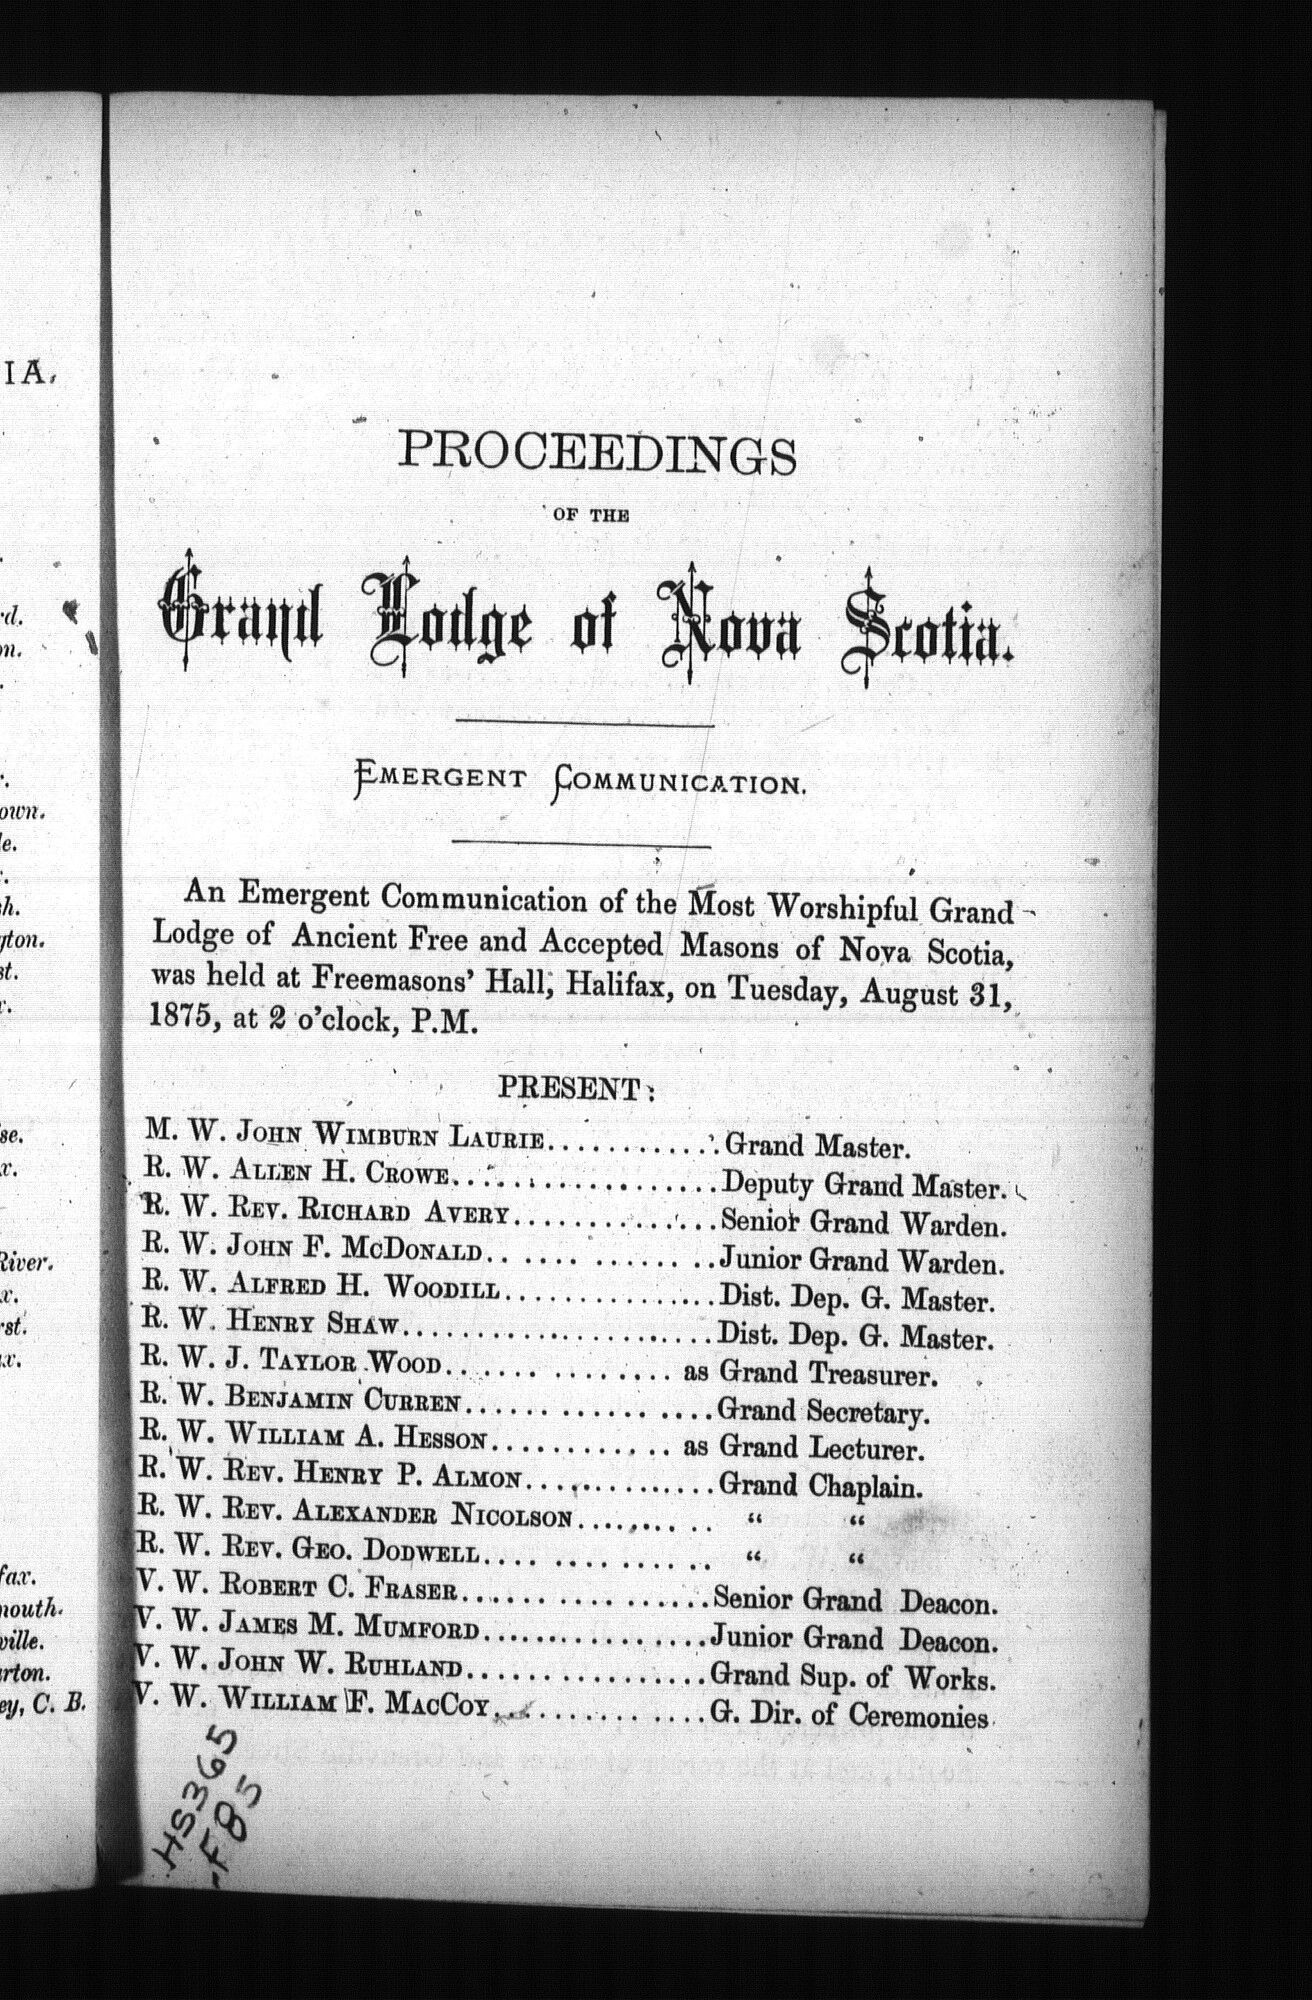 PROCEEDINGS
OF THE
Grand Lodge of Nova Scotia.
EMERGENT COMMUNICATION.
An Emergent Communication of the Most Worshipful Grand
Lodge of Ancient Free and Accepted Masons of Nova Scotia,
was held at Freemasons' Hall, Halifax, on Tuesday, August 31,
1875, at 2 o'clock, P.M.
PRESENT:
M. W. JOHN WIMBURN LAURIE............Grand Master.
R. W. ALLEN H. CROWE..................Deputy Grand Master.
R. W. REV. RICHARD AVERY..............Senior Grand Warden.
R. W. JOHN F. MCDONALD................Junior Grand Warden.
R. W. ALFRED H. WOODILL...............Dist. Dep. G. Master.
R. W. HENRY SHAW......................Dist. Dep. G. Master.
R. W. J. TAYLOR WOOD............... as Grand Treasurer.
R. W. BENJAMIN CURREN.................Grand Secretary.
R. W. WILLIAM A. HESSON............ as Grand Lecturer.
R. W. REV. HENRY P. ALMON.............Grand Chaplain.
R. W. REV. ALEXANDER NICOLSON......... “ “
R. W. REV. GEO. DODWELL............... “ “
V. W. ROBERT C. FRASER.................Senior Grand Deacon.
V. W. JAMES M. MUMFORD................Junior Grand Deacon.
V. W. JOHN W. RUHLAND.................Grand Sup. of Works.
V. W. WILLIAM F. MACCOY...............G. Dir. of Ceremonies
HS365
-F85
IA.
own.
River.
mouth.
ville.
ey, C. B.